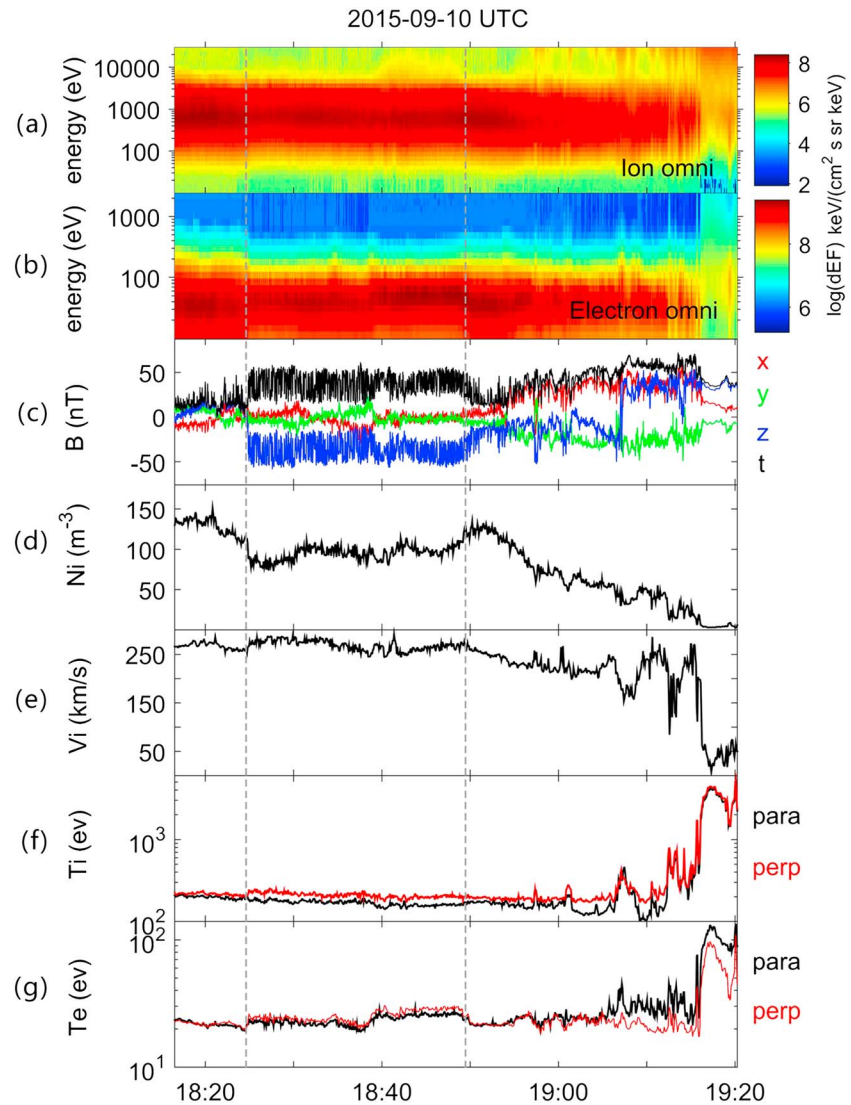 2015-09-10 UTC
(a)
energy (eV)
10000
1000
100
Ion omni
8
6
4
2
(b)
energy (eV)
1000
100
Electron omni
8
6
log(dEF) keV/(cm² s sr keV)
(c)
B (nT)
50
0
-50
x
y
z
t
(d)
Ni (m⁻³)
150
100
50
(e)
Vi (km/s)
250
150
50
(f)
Ti (ev)
10³
10²
para
perp
(g)
Te (ev)
10²
10¹
para
perp
18:20 18:40 19:00 19:20